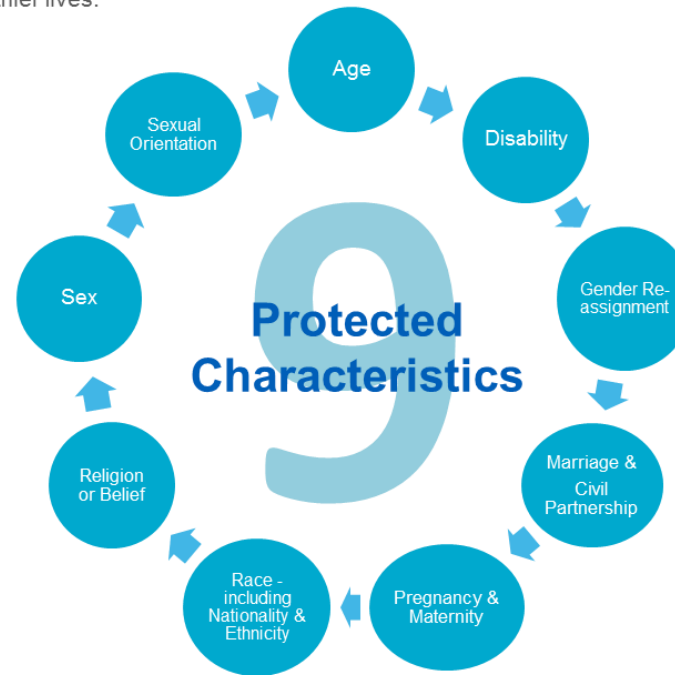 Age
Disability
Gender Re-
assignment
Marriage &
Civil
Partnership
Pregnancy &
Maternity
Race -
including
Nationality &
Ethnicity
Religion
or Belief
Sex
Sexual
Orientation
9
Protected
Characteristics